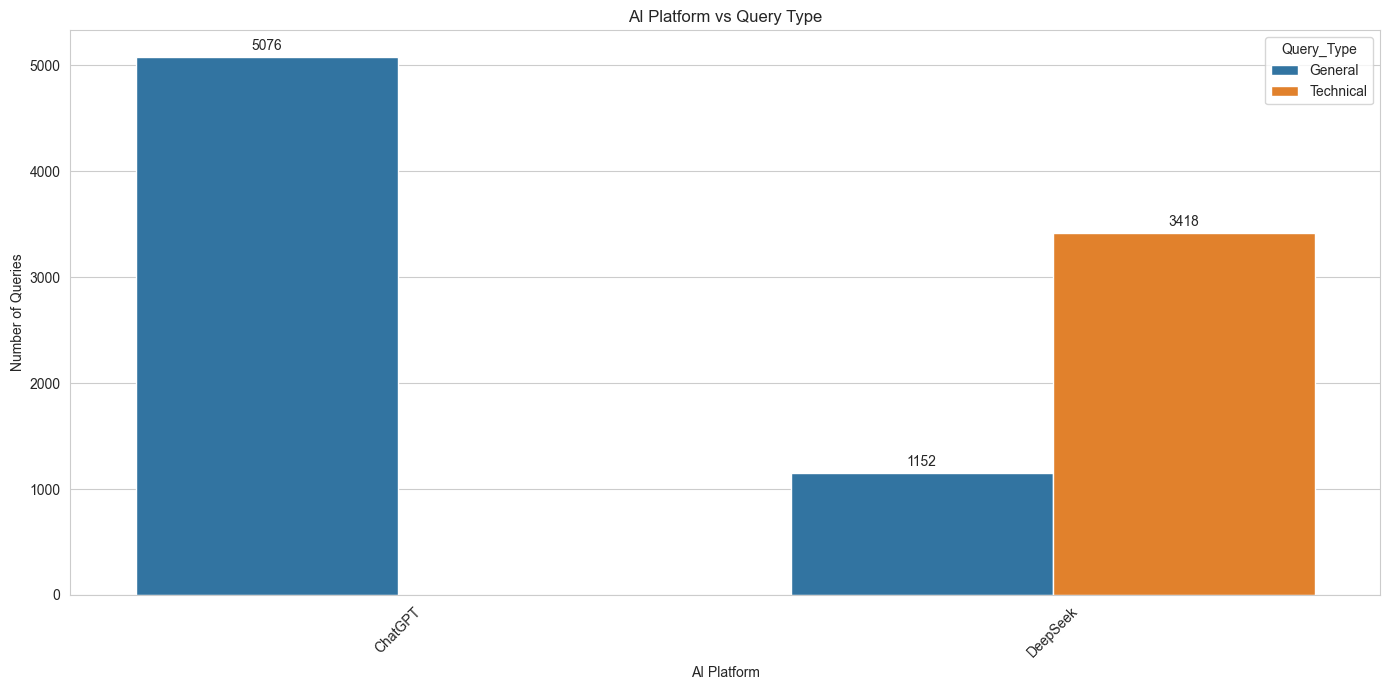 AI Platform vs Query Type
5076
Query_Type
General
Technical
5000
4000
3418
3000
2000
1152
1000
0
Number of Queries
ChatGPT
DeepSeek
AI Platform